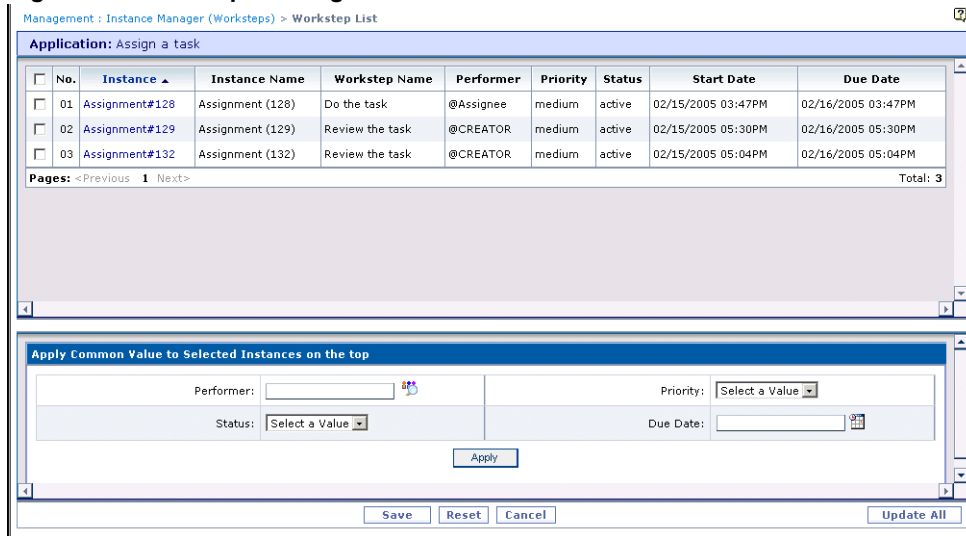 Management : Instance Manager (Worksteps) > Workstep List
Application: Assign a task
No. Instance Instance Name Workstep Name Performer Priority Status Start Date Due Date
01 Assignment#128 Assignment (128) Do the task @Assignee medium active 02/15/2005 03:47PM 02/16/2005 03:47PM
02 Assignment#129 Assignment (129) Review the task @CREATOR medium active 02/15/2005 05:30PM 02/16/2005 05:30PM
03 Assignment#132 Assignment (132) Review the task @CREATOR medium active 02/15/2005 05:04PM 02/16/2005 05:04PM
Pages: <Previous 1 Next> Total: 3
Apply Common Value to Selected Instances on the top
Performer: Priority: Select a Value
Status: Select a Value Due Date:
Apply
Save Reset Cancel Update All